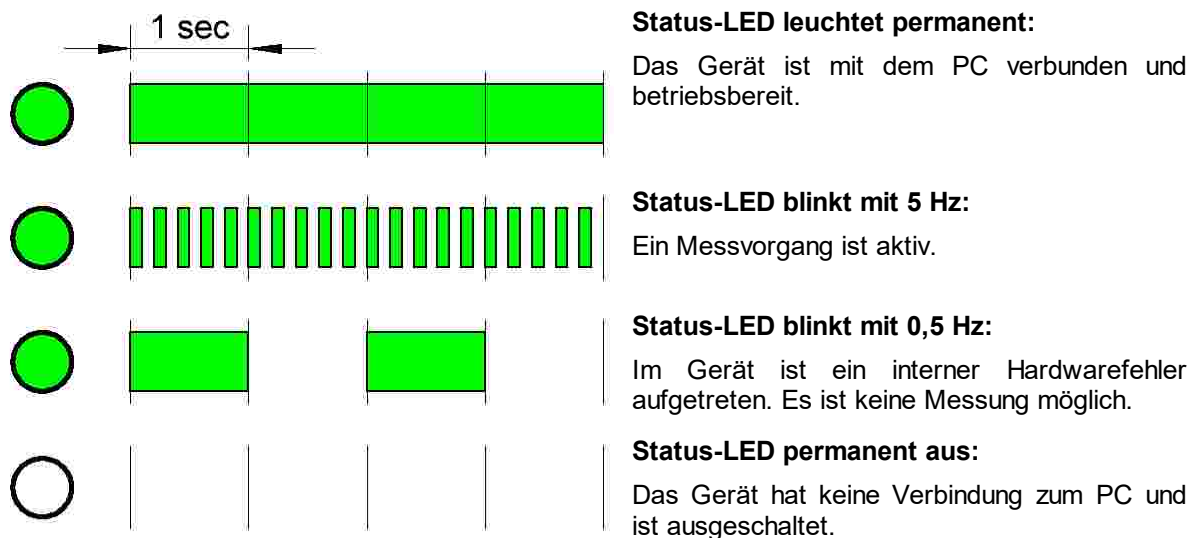 1 sec
Status-LED leuchtet permanent:
Das Gerät ist mit dem PC verbunden und
betriebsbereit.
Status-LED blinkt mit 5 Hz:
Ein Messvorgang ist aktiv.
Status-LED blinkt mit 0,5 Hz:
Im Gerät ist ein interner Hardwarefehler
aufgetreten. Es ist keine Messung möglich.
Status-LED permanent aus:
Das Gerät hat keine Verbindung zum PC und
ist ausgeschaltet.